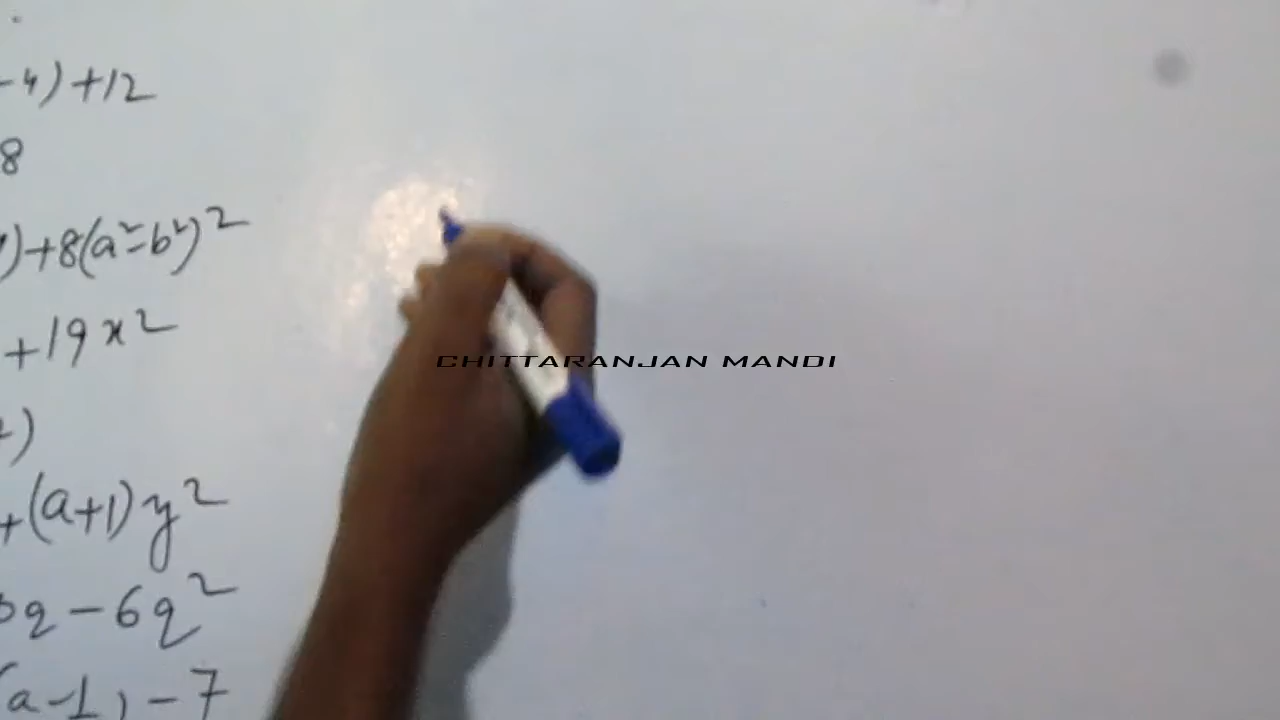 -4)+12
8
)+8(a²-b²)²
+19x²
)
+(a+1)y²
q-6q²
(a-1)-7
CHITTARANJAN MANDI